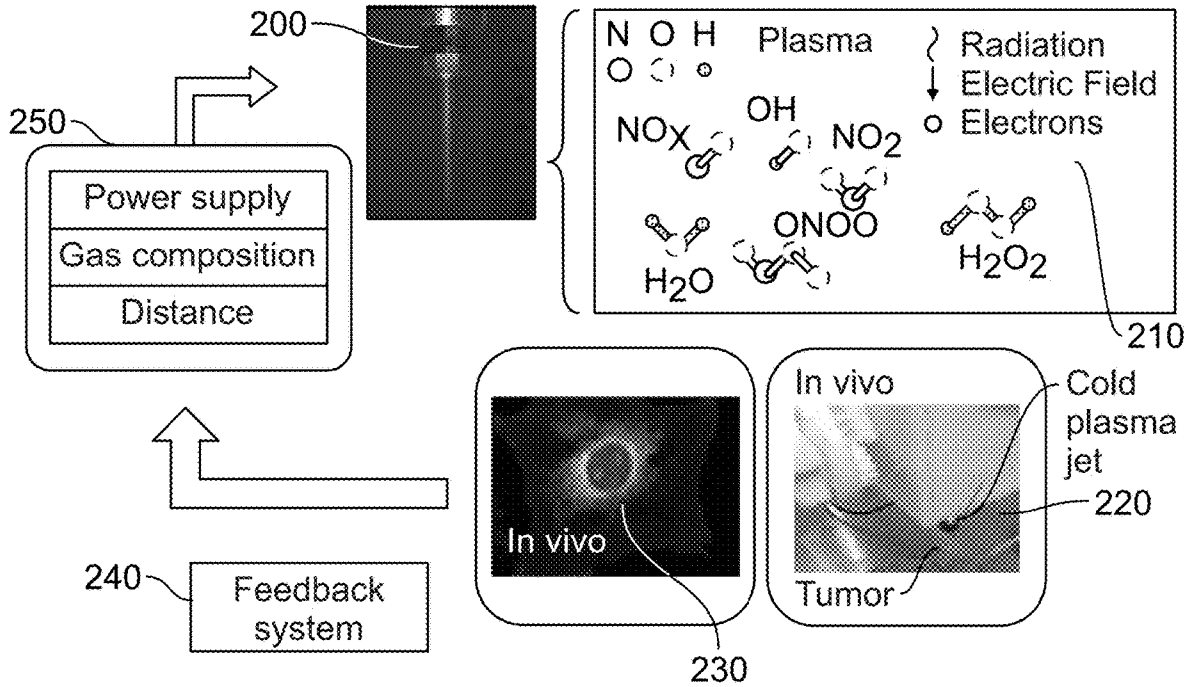 200
N O H
Plasma
Radiation
Electric Field
Electrons
250
NOX
OH
NO2
Power supply
Gas composition
Distance
ONOO
H2O
H2O2
210
In vivo
Cold
plasma
jet
220
In vivo
Tumor
240
Feedback
system
230